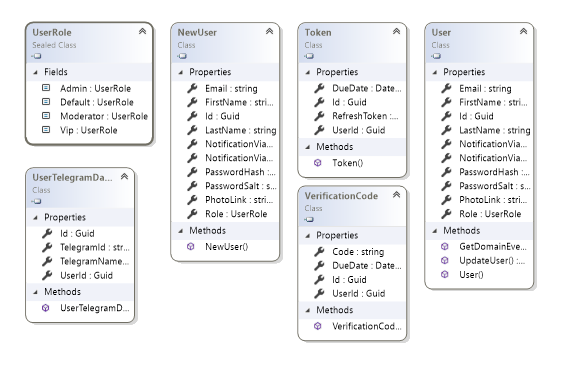 UserRole
Sealed Class
Fields
Admin : UserRole
Default : UserRole
Moderator : UserRole
Vip : UserRole
UserTelegramDa...
Class
Properties
Id : Guid
TelegramId : str...
TelegramName...
UserId : Guid
Methods
UserTelegramD...
NewUser
Class
Properties
Email : string
FirstName : stri...
Id : Guid
LastName : string
NotificationVia...
NotificationVia...
PasswordHash :...
PasswordSalt : s...
PhotoLink : stri...
Role : UserRole
Methods
NewUser()
Token
Class
Properties
DueDate : Date...
Id : Guid
RefreshToken :...
UserId : Guid
Methods
Token()
VerificationCode
Class
Properties
Code : string
DueDate : Date...
Id : Guid
UserId : Guid
Methods
VerificationCod...
User
Class
Properties
Email : string
FirstName : stri...
Id : Guid
LastName : string
NotificationVia...
NotificationVia...
PasswordHash :...
PasswordSalt : s...
PhotoLink : stri...
Role : UserRole
Methods
GetDomainEve...
UpdateUser() :...
User()